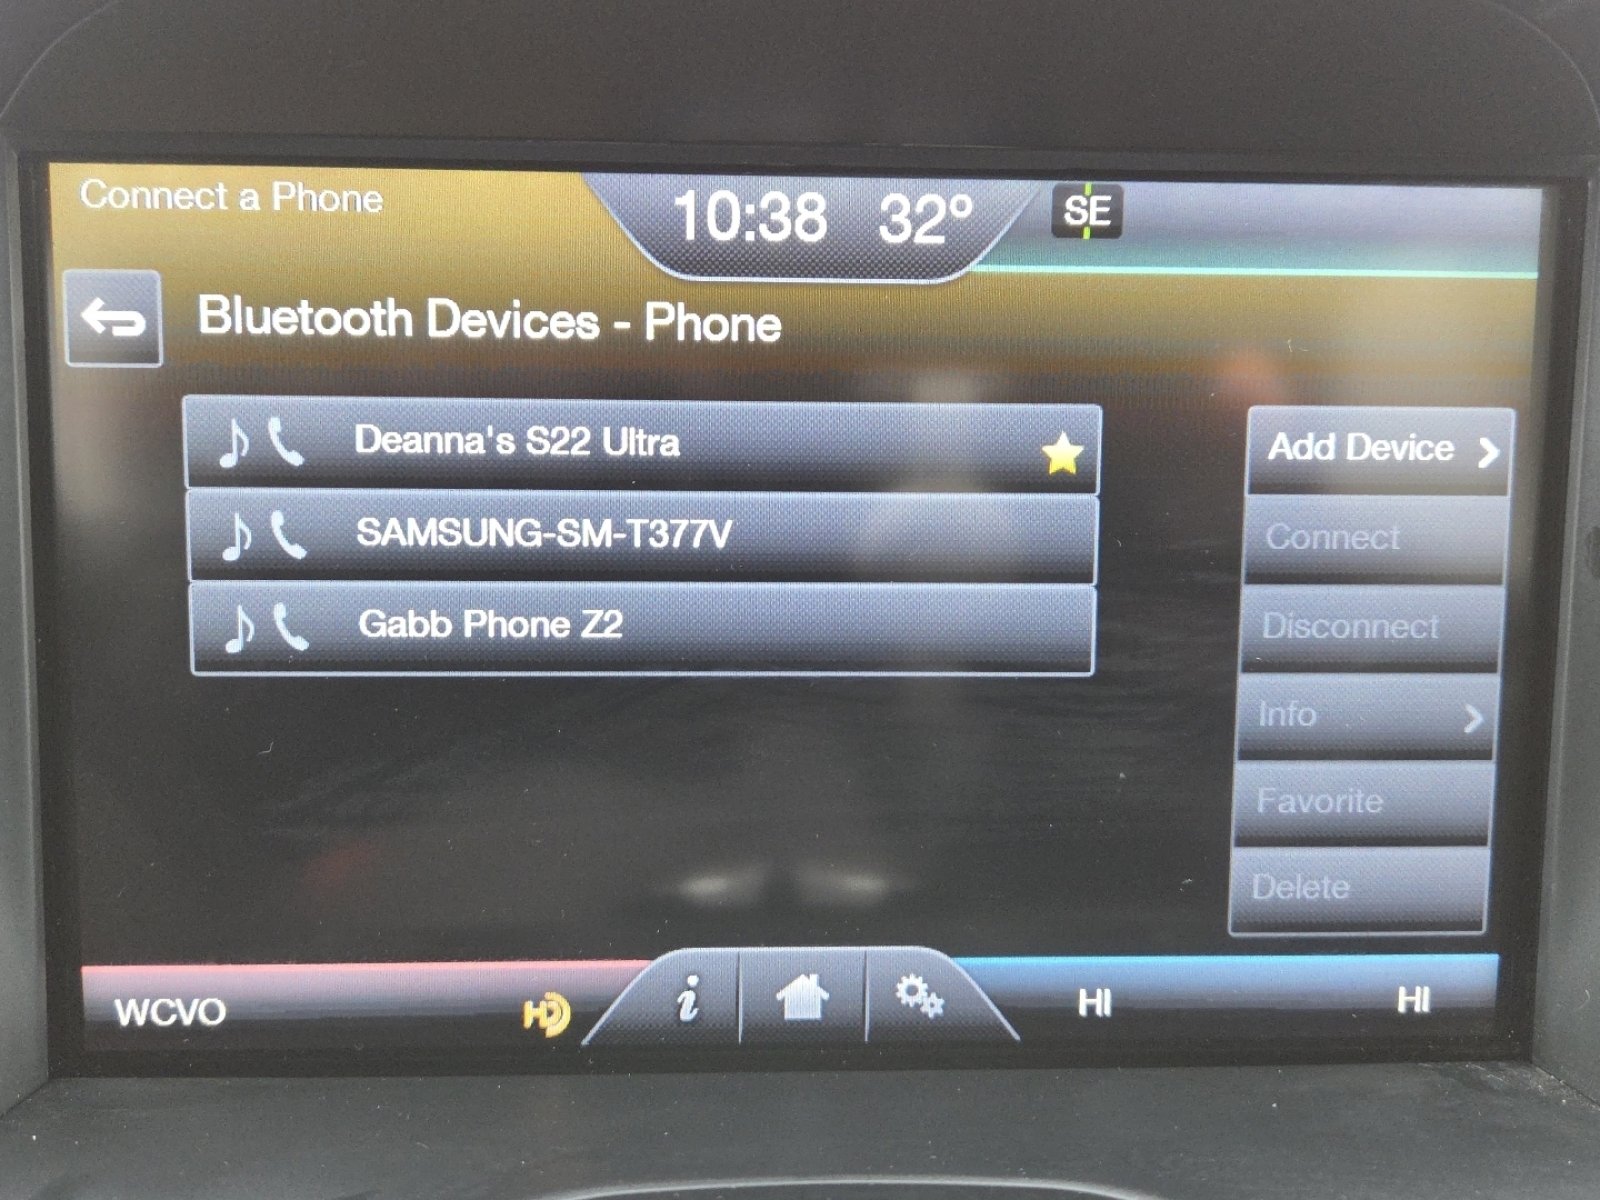 Connect a Phone
10:38 32° SE
Bluetooth Devices - Phone
Deanna's S22 Ultra
SAMSUNG-SM-T377V
Gabb Phone Z2
Add Device
Connect
Disconnect
Info
Favorite
Delete
WCVO HD i HI HI